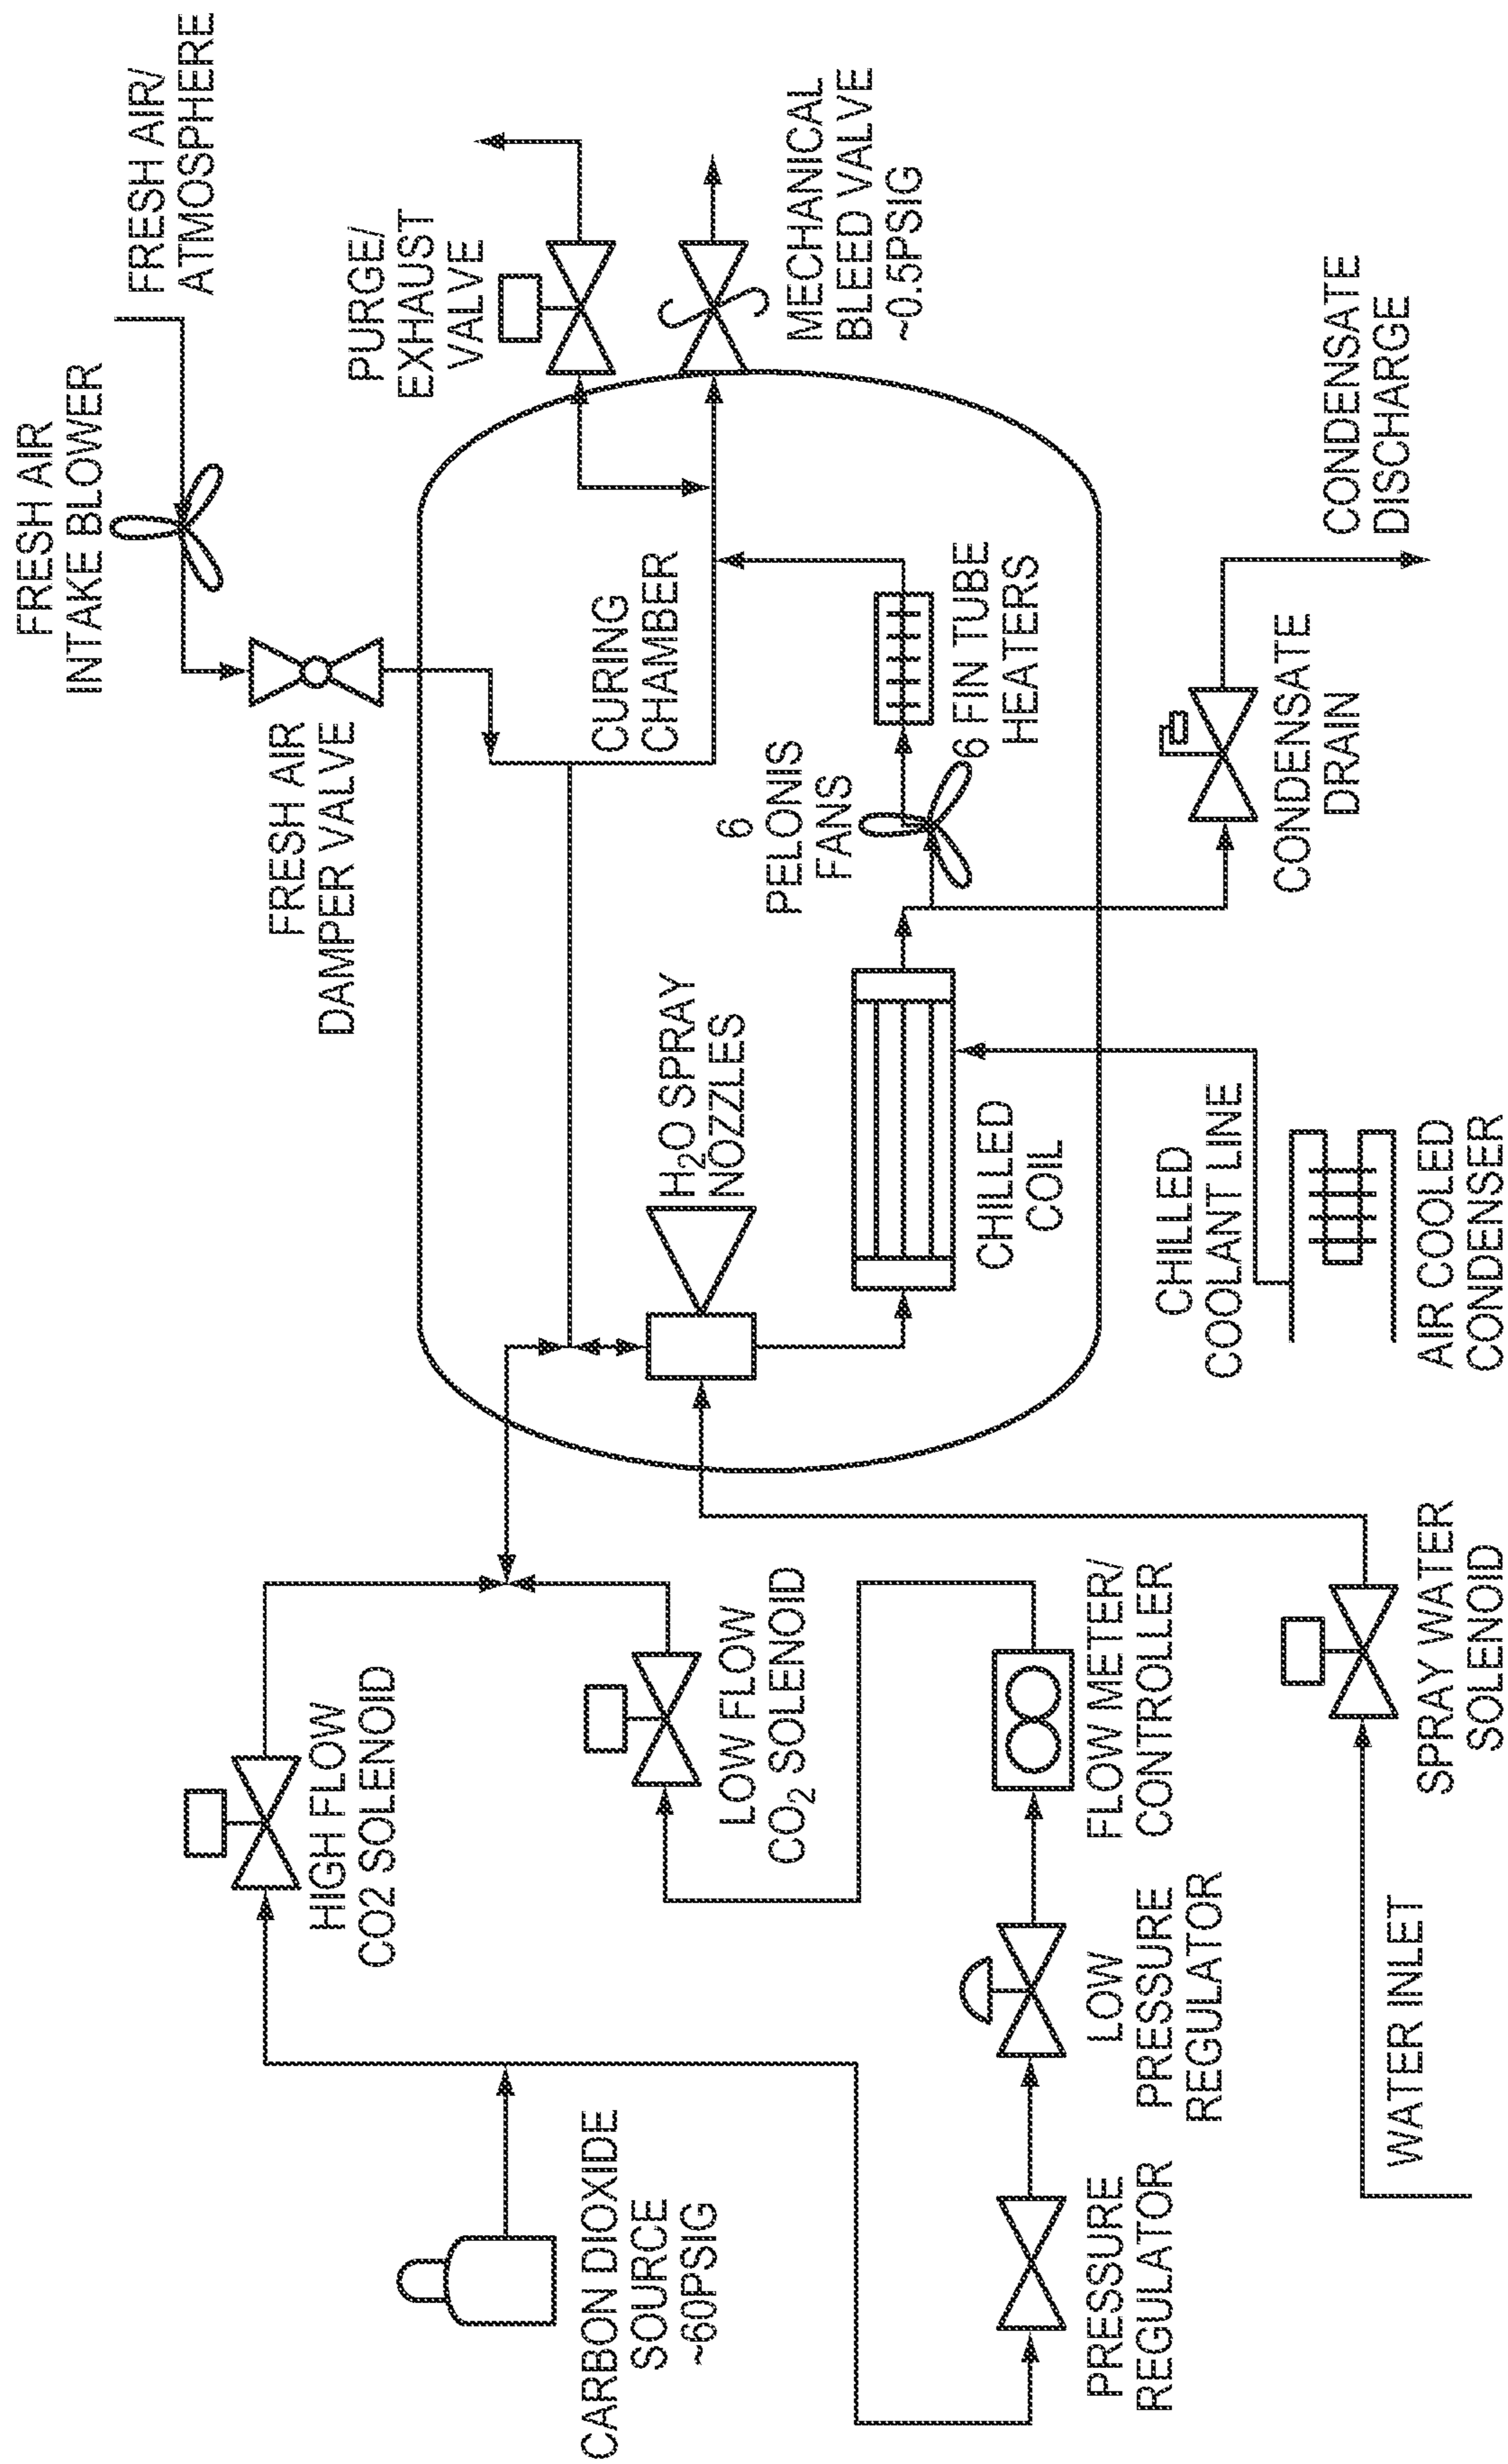 FRESH AIR/
ATMOSPHERE
FRESH AIR
INTAKE BLOWER
PURGE/
EXHAUST
VALVE
FRESH AIR
DAMPER VALVE
MECHANICAL
BLEED VALVE
~0.5PSIG
CURING
CHAMBER
HIGH FLOW
CO2 SOLENOID
H₂O SPRAY
NOZZLES
6
PELONIS
FANS
6 FIN TUBE
HEATERS
CARBON DIOXIDE
SOURCE
~60PSIG
LOW FLOW
CO₂ SOLENOID
CHILLED
COIL
CONDENSATE
DISCHARGE
CONDENSATE
DRAIN
PRESSURE
REGULATOR
LOW
PRESSURE
REGULATOR
FLOW METER/
CONTROLLER
CHILLED
COOLANT LINE
WATER INLET
SPRAY WATER
SOLENOID
AIR COOLED
CONDENSER